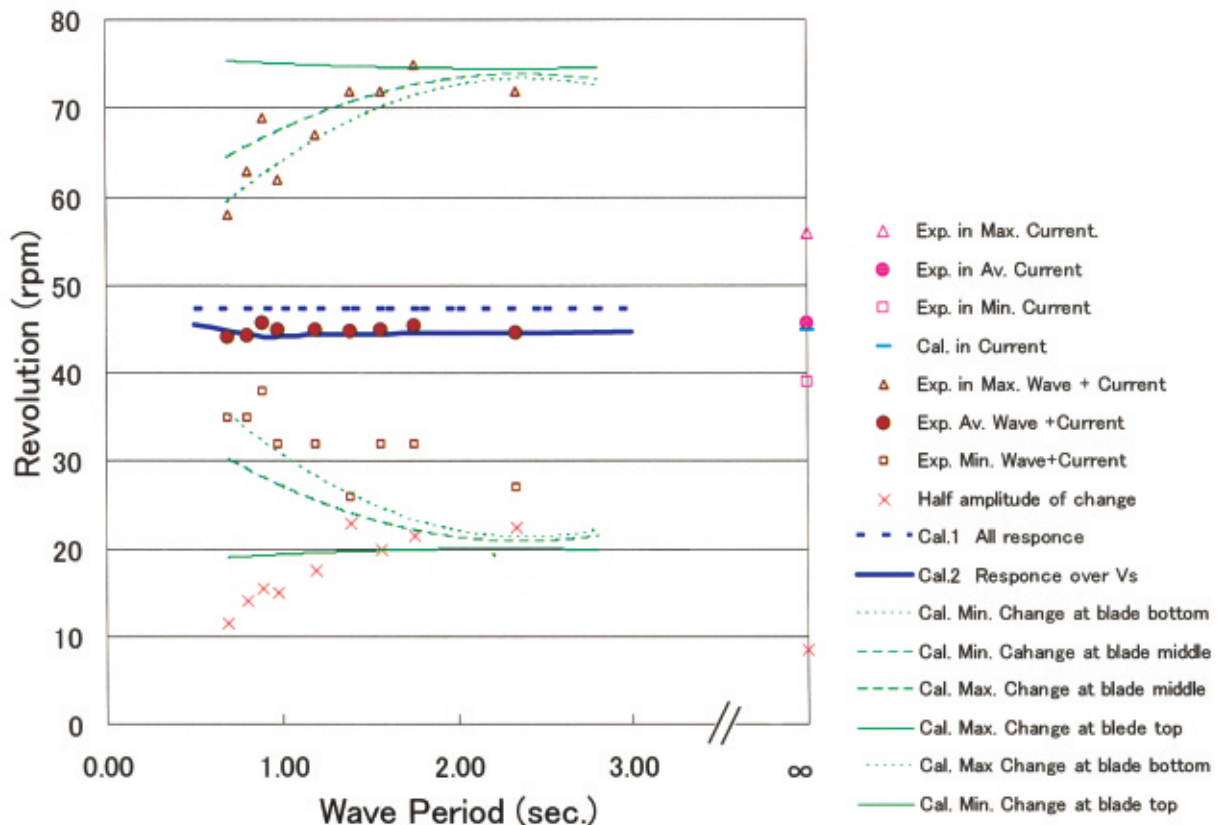 80
70
60
50
40
30
20
10
0
Revolution (rpm)
0.00
1.00
2.00
3.00
∞
Wave Period (sec.)
Exp. in Max. Current.
Exp. in Av. Current
Exp. in Min. Current
Cal. in Current
Exp. in Max. Wave + Current
Exp. Av. Wave +Current
Exp. Min. Wave+Current
Half amplitude of change
Cal.1 All responce
Cal.2 Responce over Vs
Cal. Min. Change at blade bottom
Cal. Min. Cahange at blade middle
Cal. Max. Change at blade middle
Cal. Max. Change at blede top
Cal. Max Change at blade bottom
Cal. Min. Change at blade top